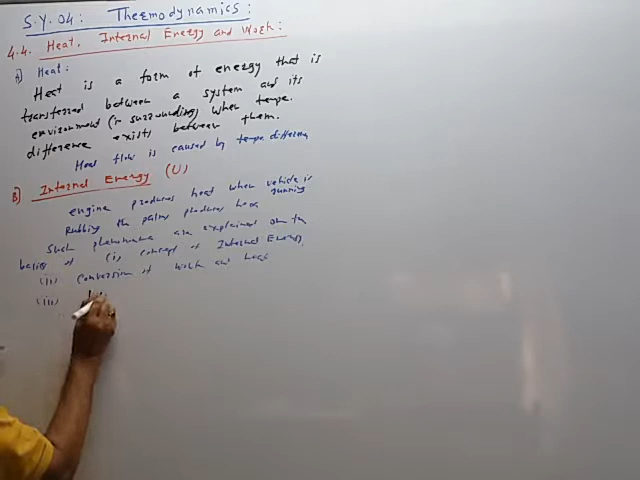 S.Y. 04: Thermodynamics:
4.4. Heat, Internal Energy and Work:
A) Heat:
Heat is a form of energy that is
transferred between a system and its
environment (in surrounding) when tempe.
difference exists between them.
Heat flow is caused by tempe. difference
B) Internal Energy (U)
engine produces heat when vehicle is running
Rubbing the palms produces
Such phenomena are explained on the
basis of (i) concept of Internal Energy
(ii) conversion of work and heat
(iii)